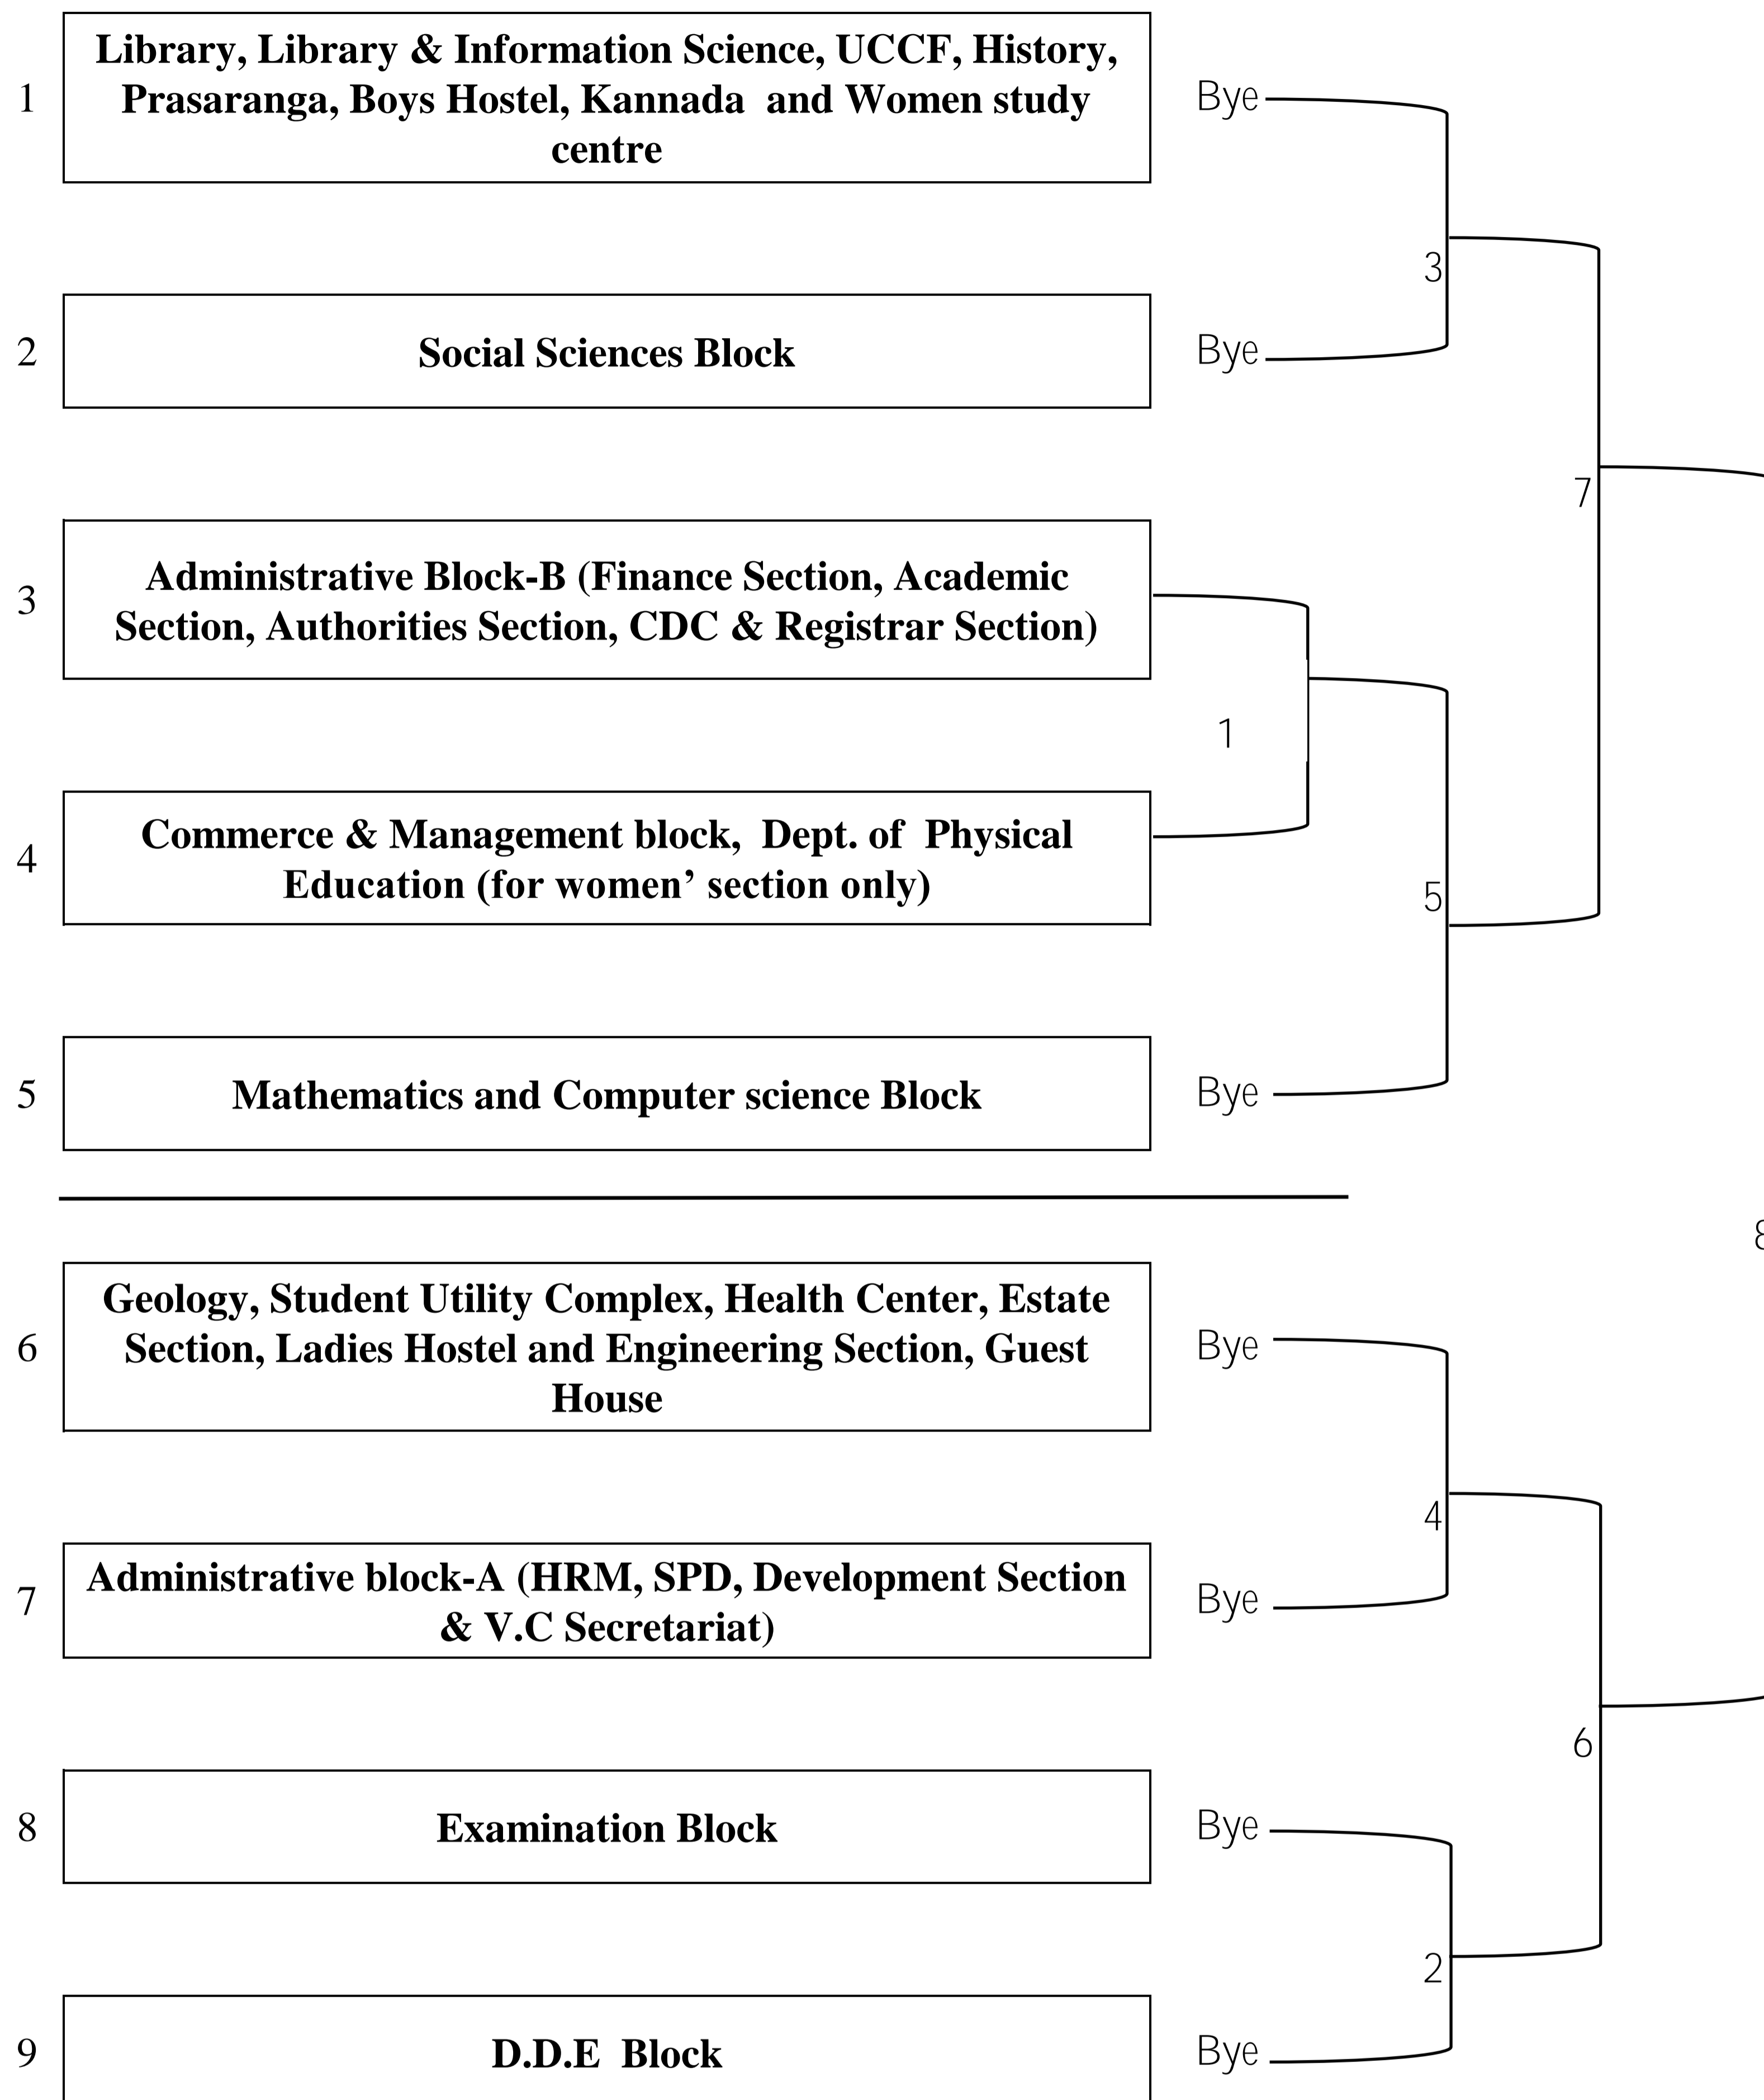 1
Library, Library & Information Science, UCCF, History,
Prasaranga, Boys Hostel, Kannada  and Women study
centre
Bye
3
2
Social Sciences Block
Bye
7
3
Administrative Block-B (Finance Section, Academic
Section, Authorities Section, CDC & Registrar Section)
1
4
Commerce & Management block,  Dept. of  Physical
Education (for women’ section only)
5
5
Mathematics and Computer science Block
Bye
8
6
Geology, Student Utility Complex, Health Center, Estate
Section, Ladies Hostel and Engineering Section, Guest
House
Bye
4
7
Administrative block-A (HRM, SPD, Development Section
& V.C Secretariat)
Bye
6
8
Examination Block
Bye
2
9
D.D.E  Block
Bye